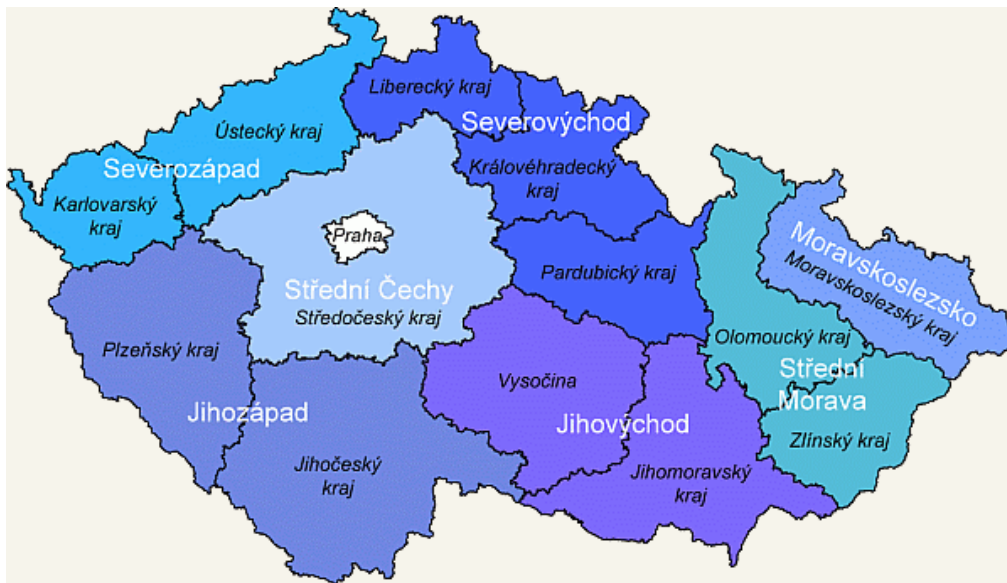 Liberecký kraj
Severovýchod
Ústecký kraj
Severozápad
Královéhradecký
kraj
Karlovarský
kraj
Praha
Moravskoslezsko
Moravskoslezský kraj
Pardubický kraj
Střední Čechy
Středočeský kraj
Olomoucký kraj
Plzeňský kraj
Vysočina
Střední
Morava
Jihozápad
Jihovýchod
Zlínský kraj
Jihočeský
kraj
Jihomoravský
kraj